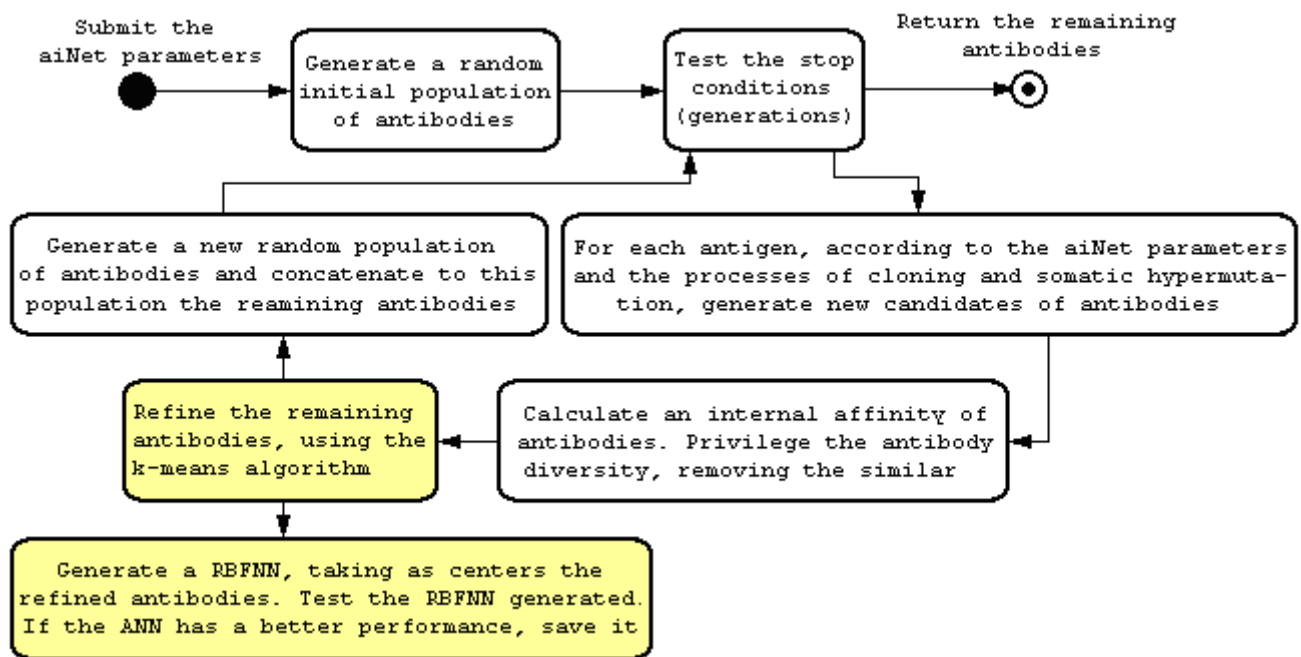 Submit the
aiNet parameters
Generate a random
initial population
of antibodies
Test the stop
conditions
(generations)
Return the remaining
antibodies
Generate a new random population
of antibodies and concatenate to this
population the reamining antibodies
For each antigen, according to the aiNet parameters
and the processes of cloning and somatic hypermuta-
tion, generate new candidates of antibodies
Refine the remaining
antibodies, using the
k-means algorithm
Calculate an internal affinity of
antibodies. Privilege the antibody
diversity, removing the similar
Generate a RBFNN, taking as centers the
refined antibodies. Test the RBFNN generated.
If the ANN has a better performance, save it